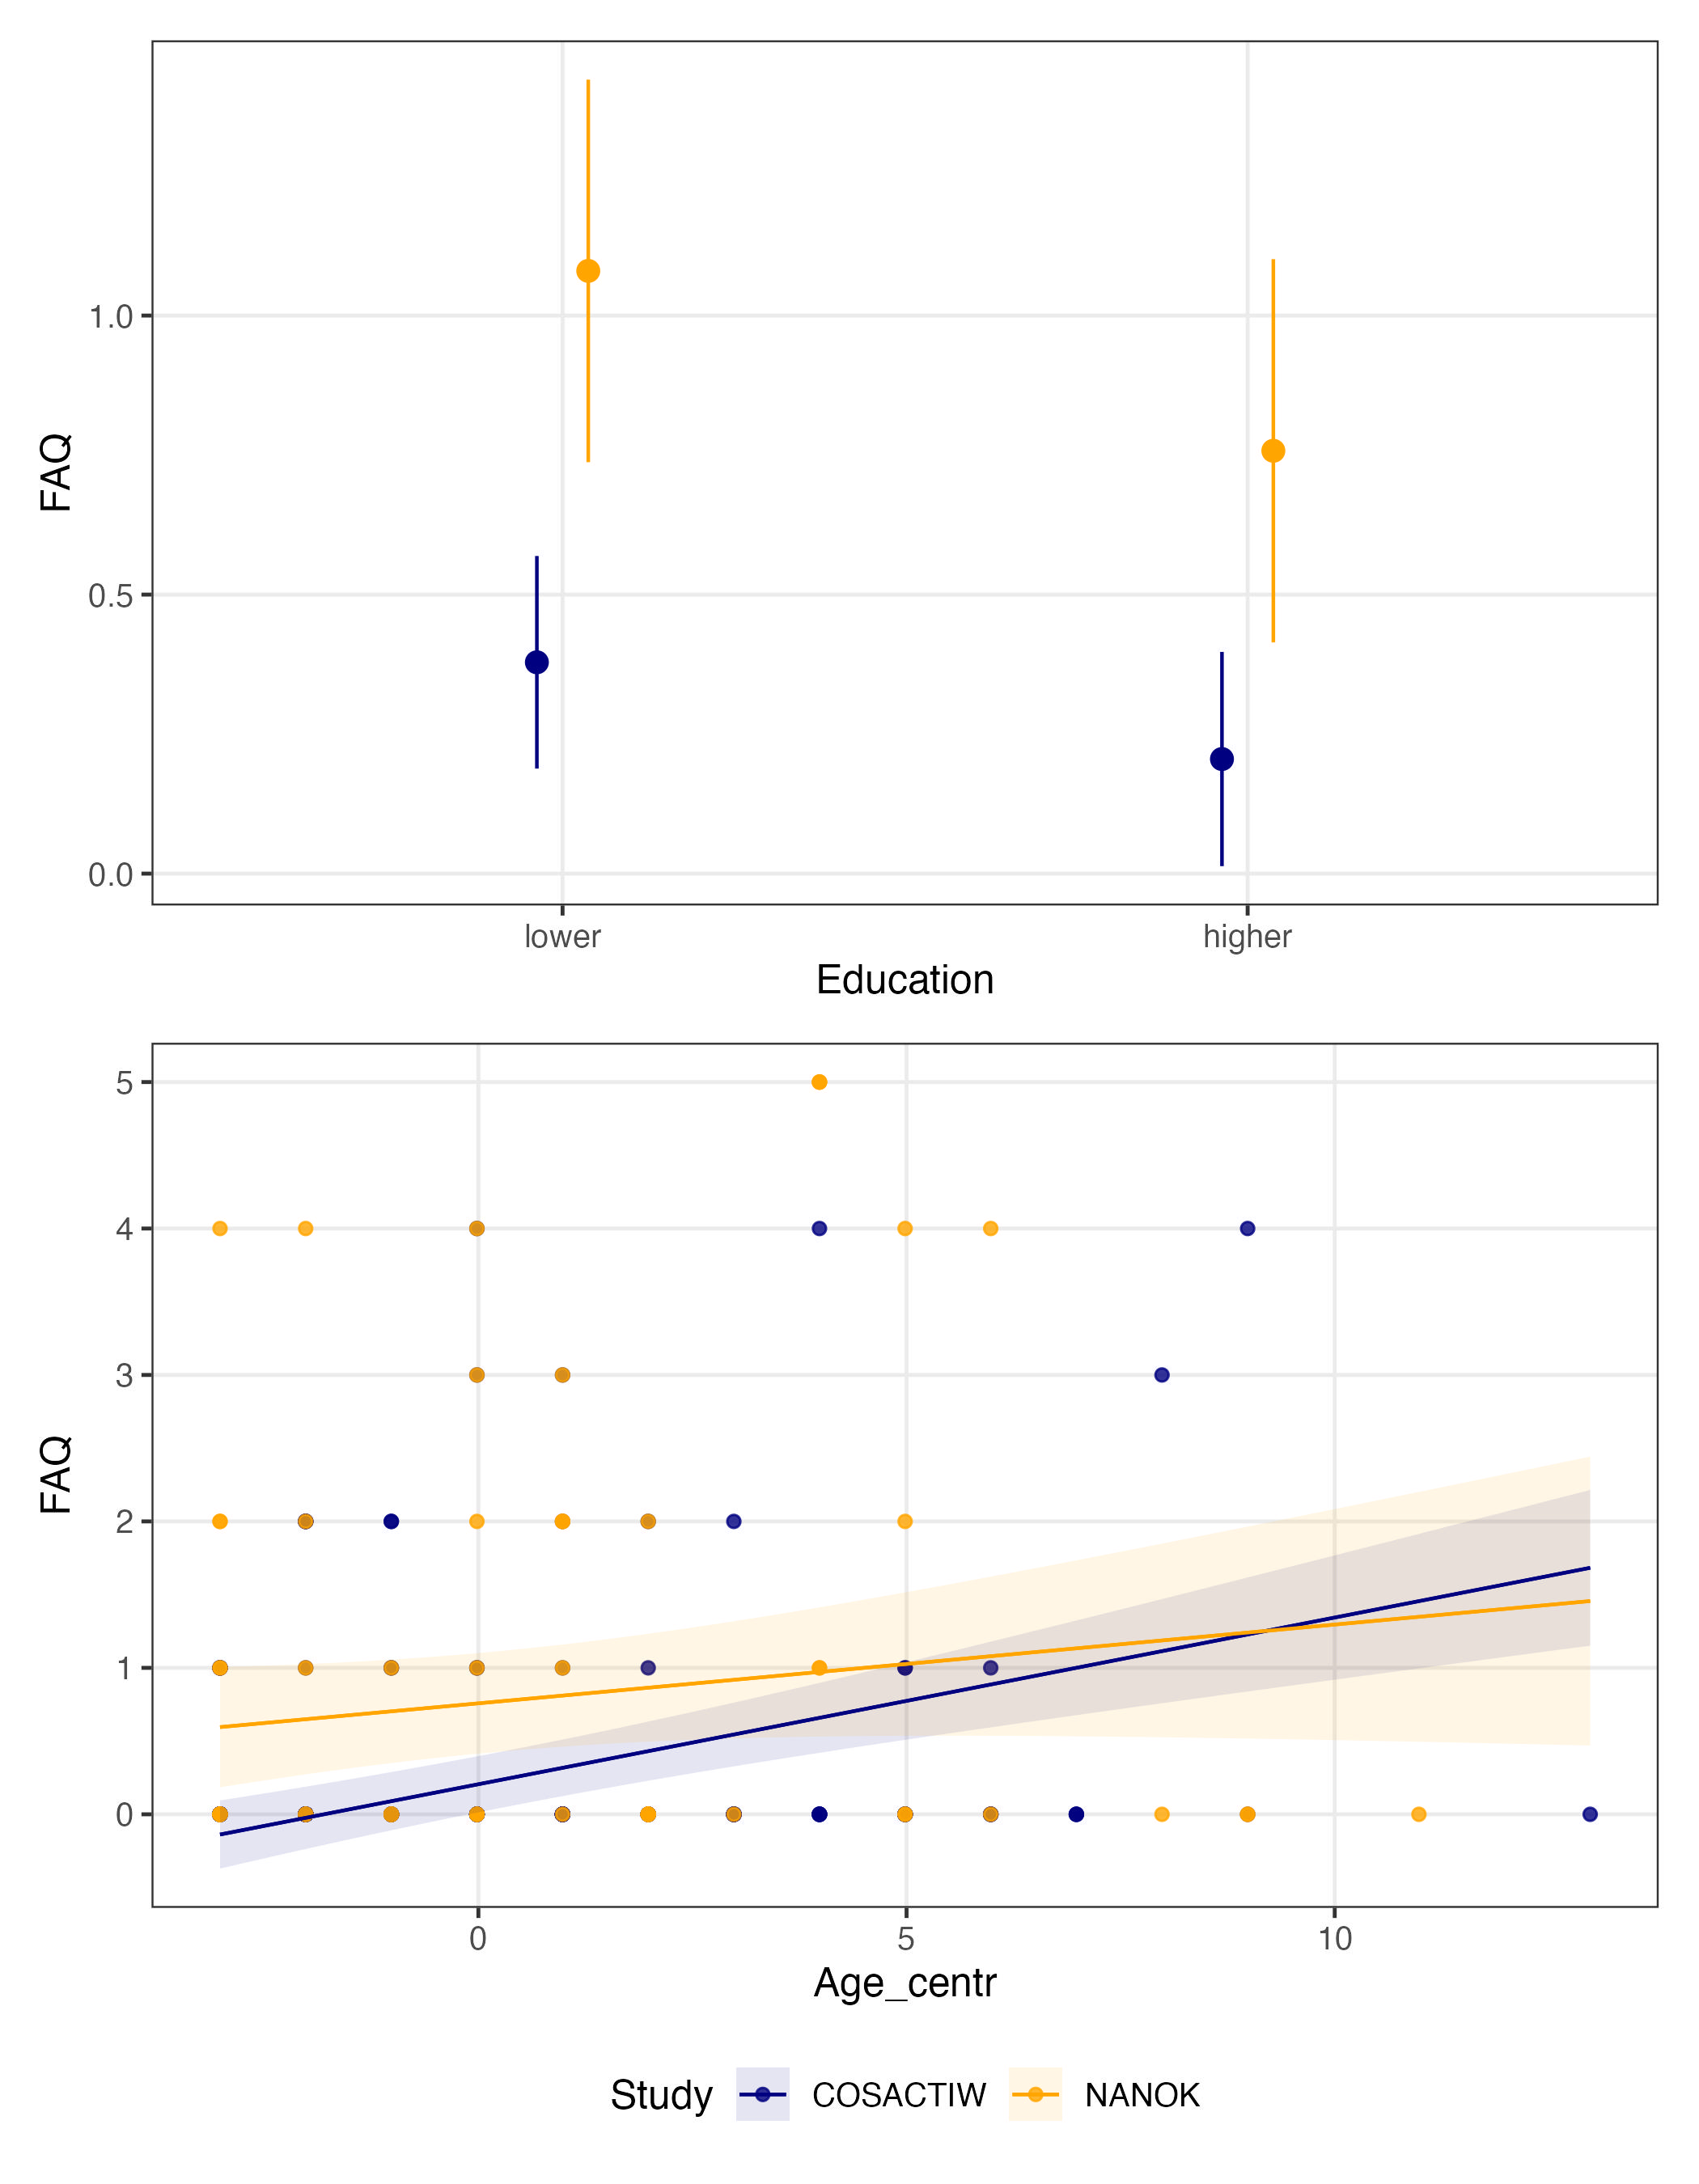 1.0
0.5
0.0
FAQ
lower higher
Education
5
4
3
2
1
0
FAQ
0 5 10
Age_centr
Study COSACTIW NANOK